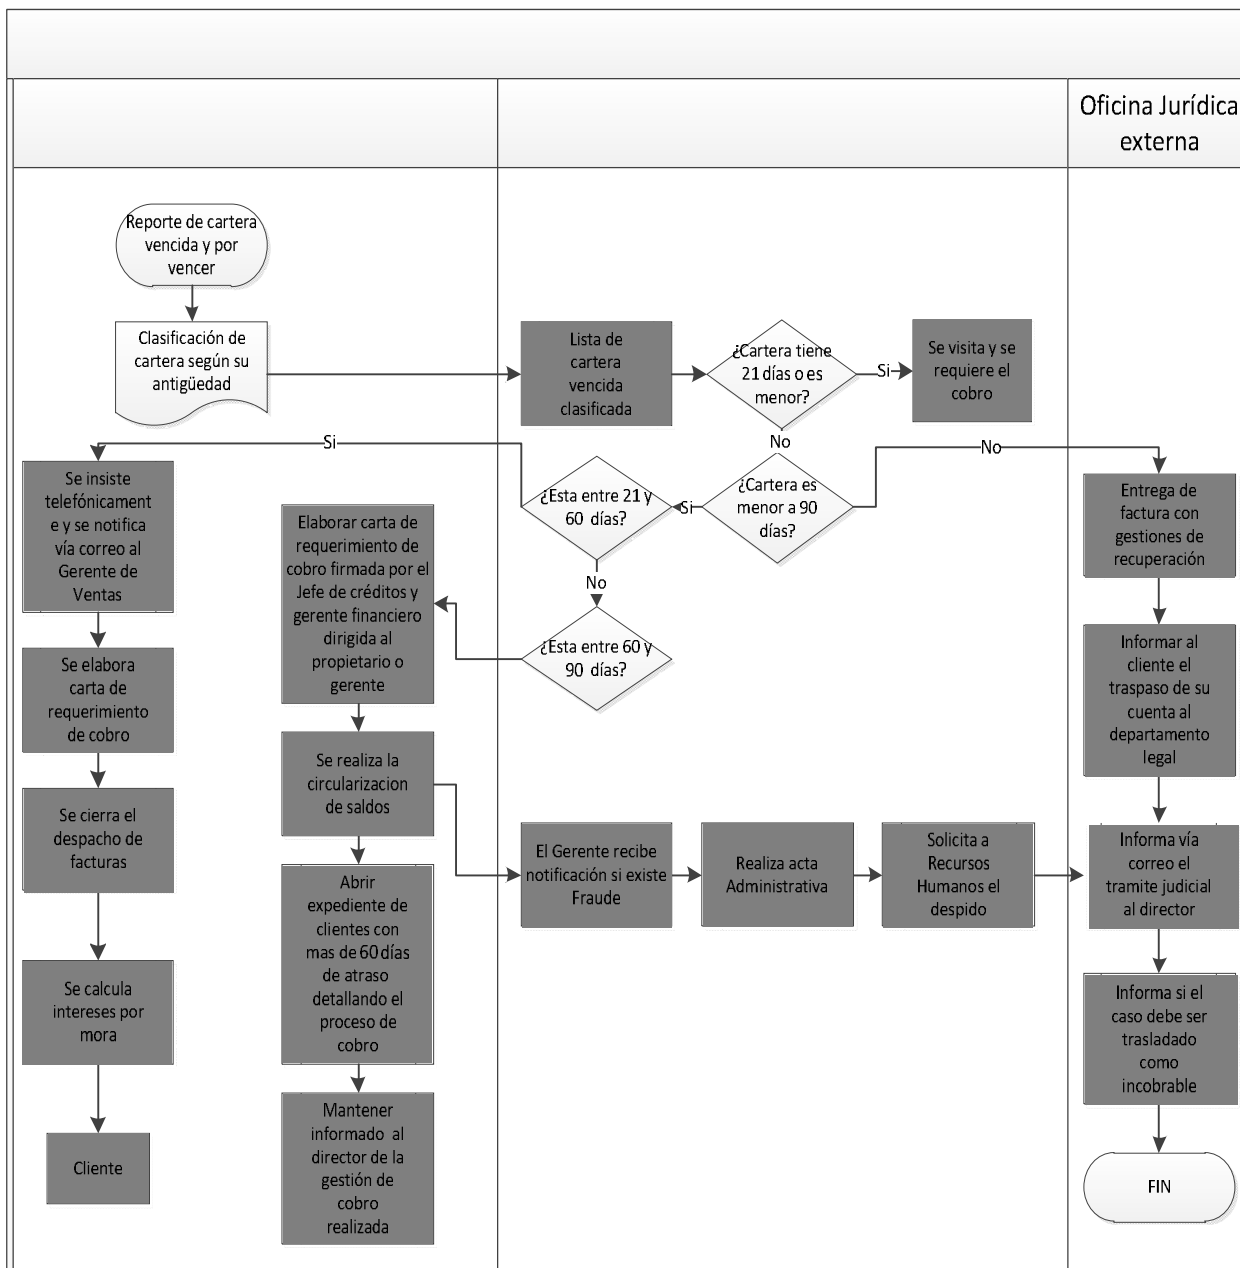 Oficina Jurídica
externa
Reporte de cartera
vencida y por
vencer
Clasificación de
cartera según su
antigüedad
Lista de
cartera
vencida
clasificada
¿Cartera tiene
21 días o es
menor?
Si
Se visita y se
requiere el
cobro
No
Si
No
Se insiste
telefónicament
e y se notifica
vía correo al
Gerente de
Ventas
Elaborar carta de
requerimiento de
cobro firmada por el
Jefe de créditos y
gerente financiero
dirigida al
propietario o
gerente
¿Esta entre 21 y
60 días?
Si
¿Cartera es
menor a 90
días?
Entrega de
factura con
gestiones de
recuperación
No
¿Esta entre 60 y
90 días?
Se elabora
carta de
requerimiento
de cobro
Informar al
cliente el
traspaso de su
cuenta al
departamento
legal
Se realiza la
circularizacion
de saldos
Se cierra el
despacho de
facturas
El Gerente recibe
notificación si existe
Fraude
Realiza acta
Administrativa
Solicita a
Recursos
Humanos el
despido
Informa vía
correo el
tramite judicial
al director
Abrir
expediente de
clientes con
mas de 60 días
de atraso
detallando el
proceso de
cobro
Se calcula
intereses por
mora
Informa si el
caso debe ser
trasladado
como
incobrable
Mantener
informado al
director de la
gestión de
cobro
realizada
Cliente
FIN